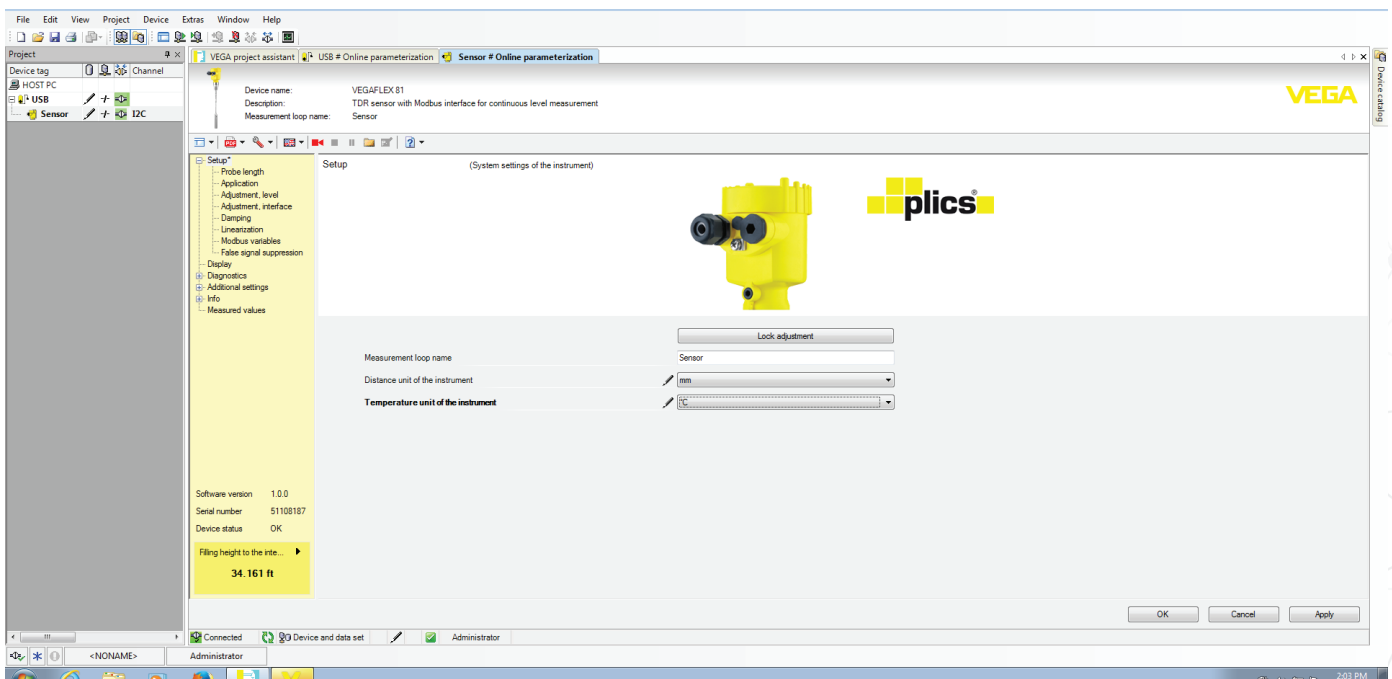 File Edit View Project Device Extras Window Help
Project
VEGA project assistant USB # Online parameterization Sensor # Online parameterization
Device tag Channel
HOST PC
USB
Sensor I2C
Device name: VEGAFLEX 81
Description: TDR sensor with Modbus interface for continuous level measurement
Measurement loop name: Sensor
VEGA
Device catalog
PDF
Setup*
Probe length
Application
Adjustment, level
Adjustment, interface
Damping
Linearization
Modbus variables
False signal suppression
Display
Diagnostics
Additional settings
Info
Measured values
Setup (System settings of the instrument)
plics®
Lock adjustment
Measurement loop name Sensor
Distance unit of the instrument mm
Temperature unit of the instrument °C
Software version 1.0.0
Serial number 51108187
Device status OK
Filling height to the inte...
34.161 ft
OK Cancel Apply
Connected Device and data set Administrator
<NONAME> Administrator
2:03 PM